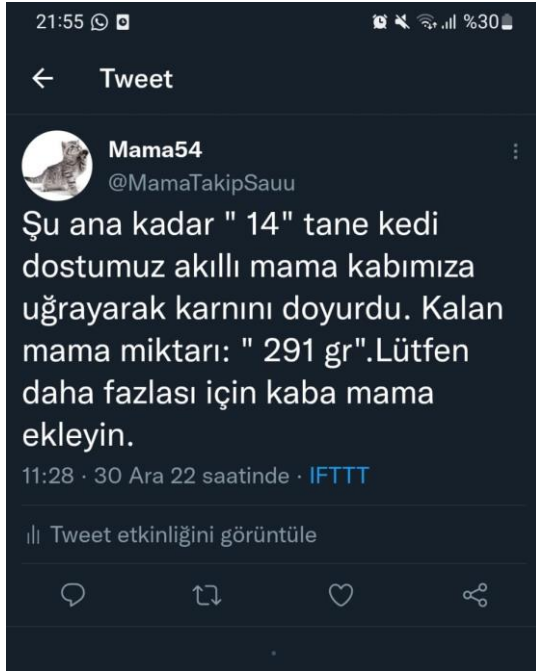 21:55 %30
Tweet
Mama54
@MamaTakipSauu
Şu ana kadar " 14" tane kedi
dostumuz akıllı mama kabımıza
uğrayarak karnını doyurdu. Kalan
mama miktarı: " 291 gr".Lütfen
daha fazlası için kaba mama
ekleyin.
11:28 · 30 Ara 22 saatinde · IFTTT
Tweet etkinliğini görüntüle